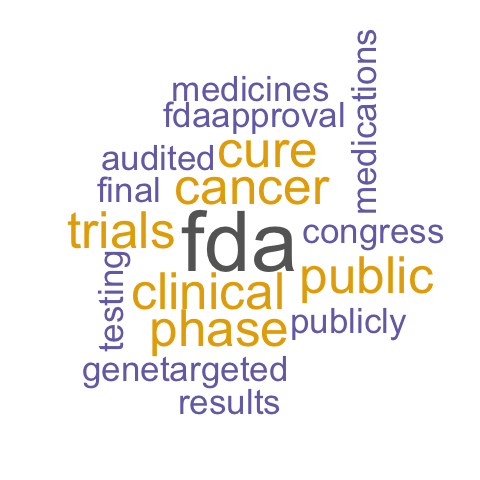 medications
medicines
fdaapproval
audited
cure
final
cancer
trials
fda
congress
testing
clinical
public
phase
publicly
genetargeted
results